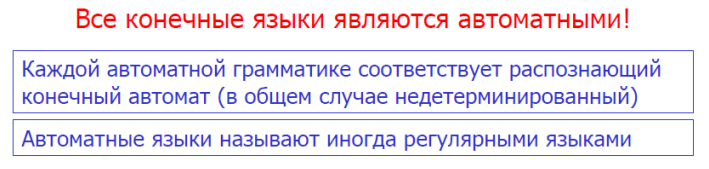 Все конечные языки являются автоматными!
Каждой автоматной грамматике соответствует распознающий
конечный автомат (в общем случае недетерминированный)
Автоматные языки называют иногда регулярными языками